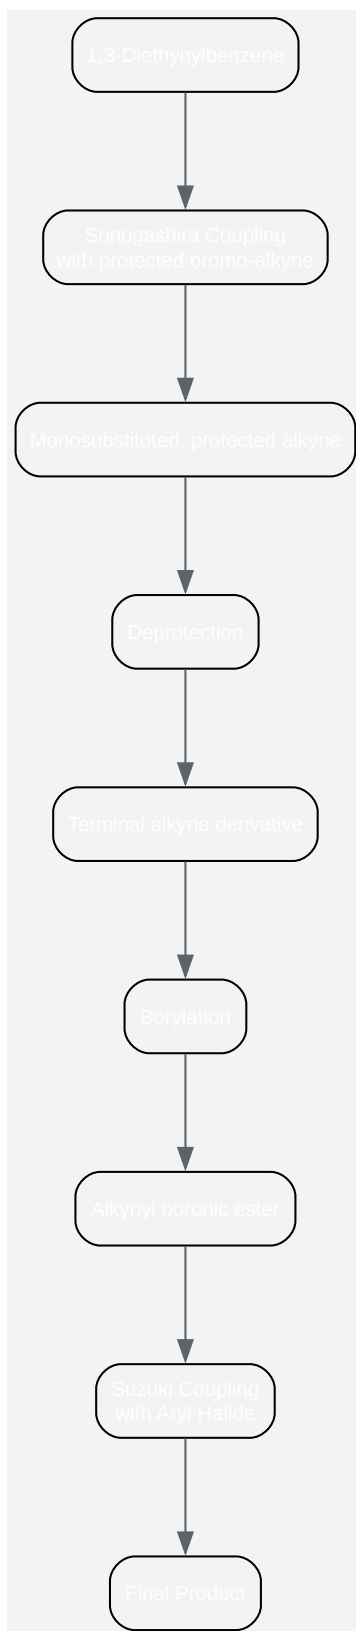 1,3-Diethynylbenzene
Sonogashira Coupling
with protected bromo-alkyne
Monosubstituted, protected alkyne
Deprotection
Terminal alkyne derivative
Borylation
Alkynyl boronic ester
Suzuki Coupling
with Aryl Halide
Final Product